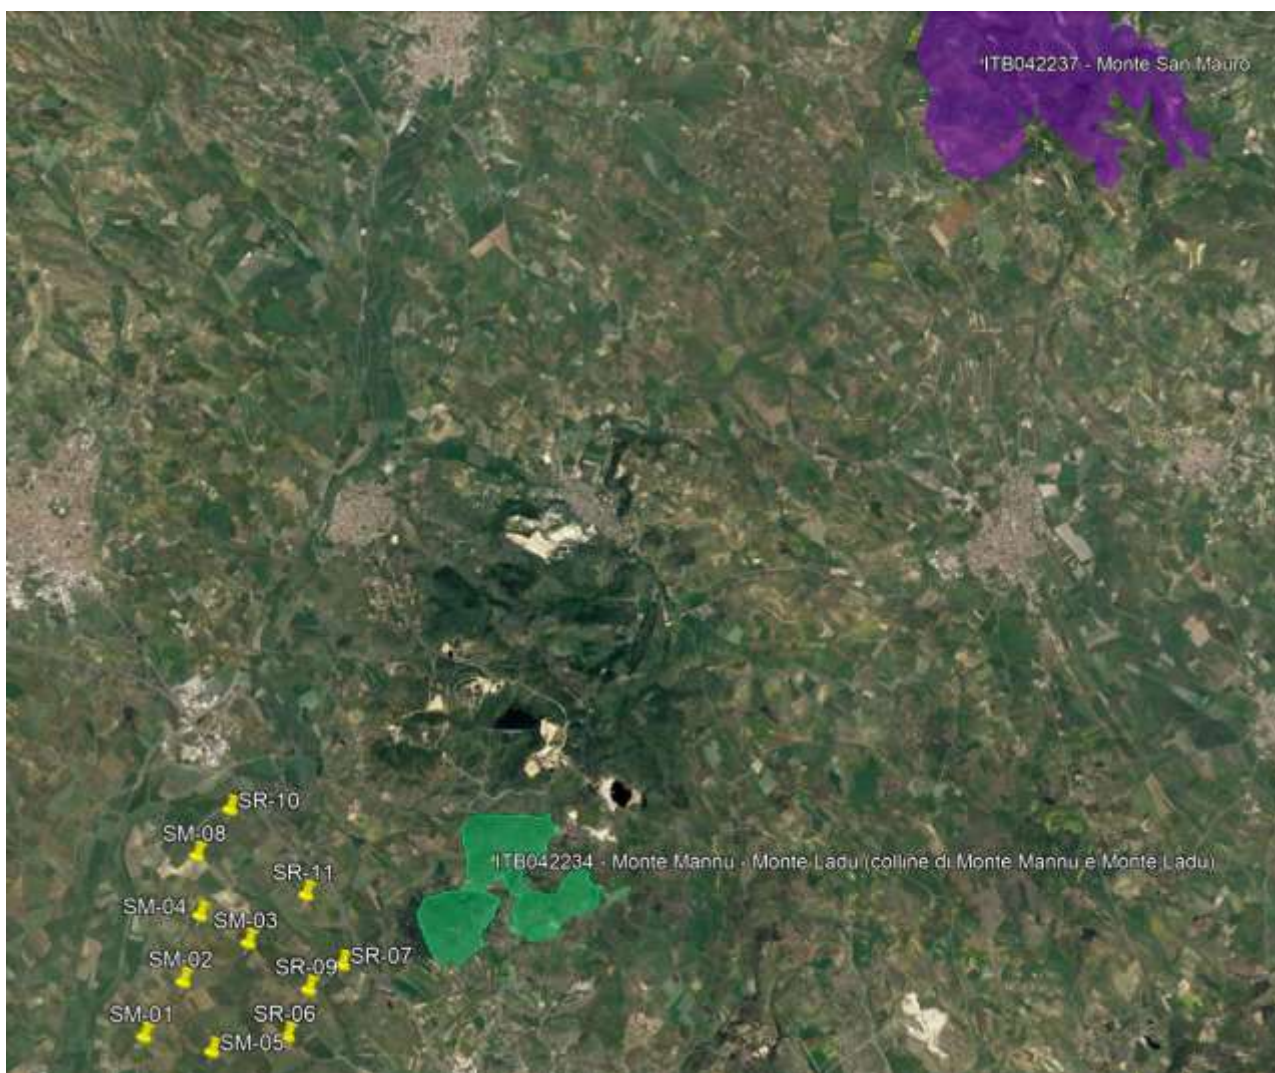 *ITB042237 - Monte San Mauro
SR-10
SM-08
*ITB042234 - Monte Mannu - Monte Ladu (colline di Monte Mannu e Monte Ladu)
SR-11
SM-04
SM-03
SM-02
SR-09
SR-07
SM-01
SR-06
SM-05